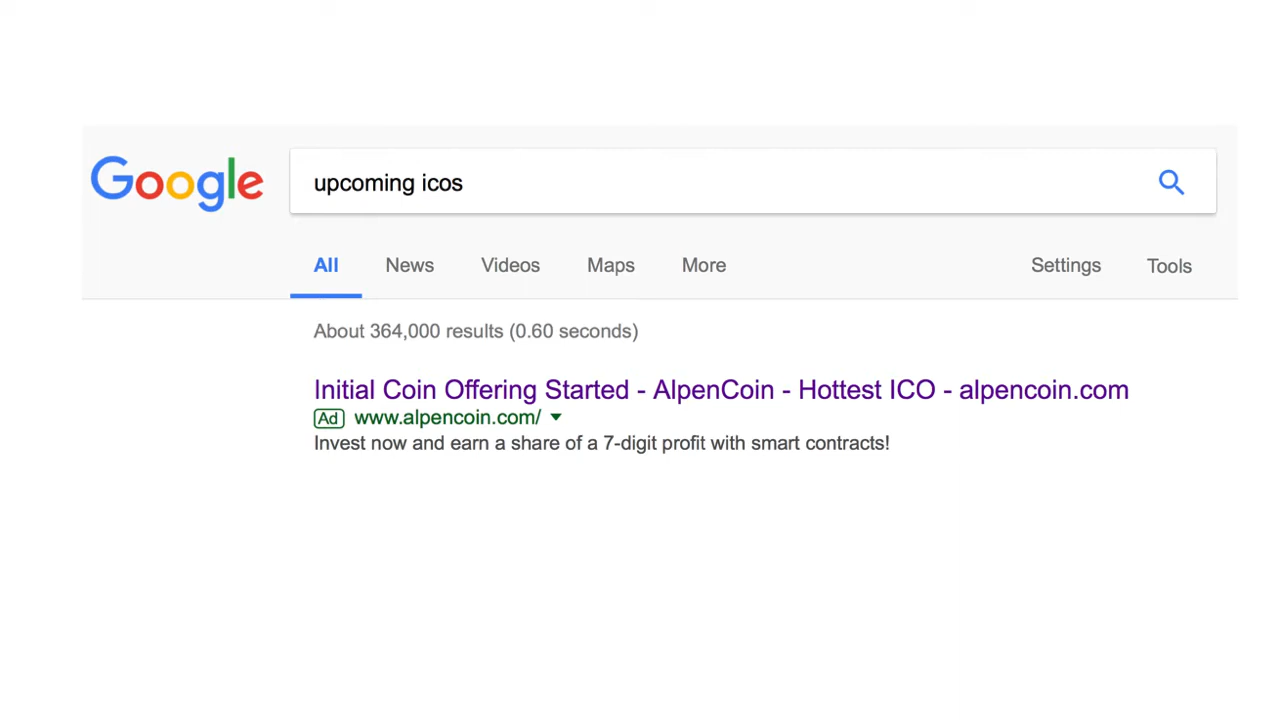 Google
upcoming icos
All News Videos Maps More Settings Tools
About 364,000 results (0.60 seconds)
Initial Coin Offering Started - AlpenCoin - Hottest ICO - alpencoin.com
Ad www.alpencoin.com/
Invest now and earn a share of a 7-digit profit with smart contracts!